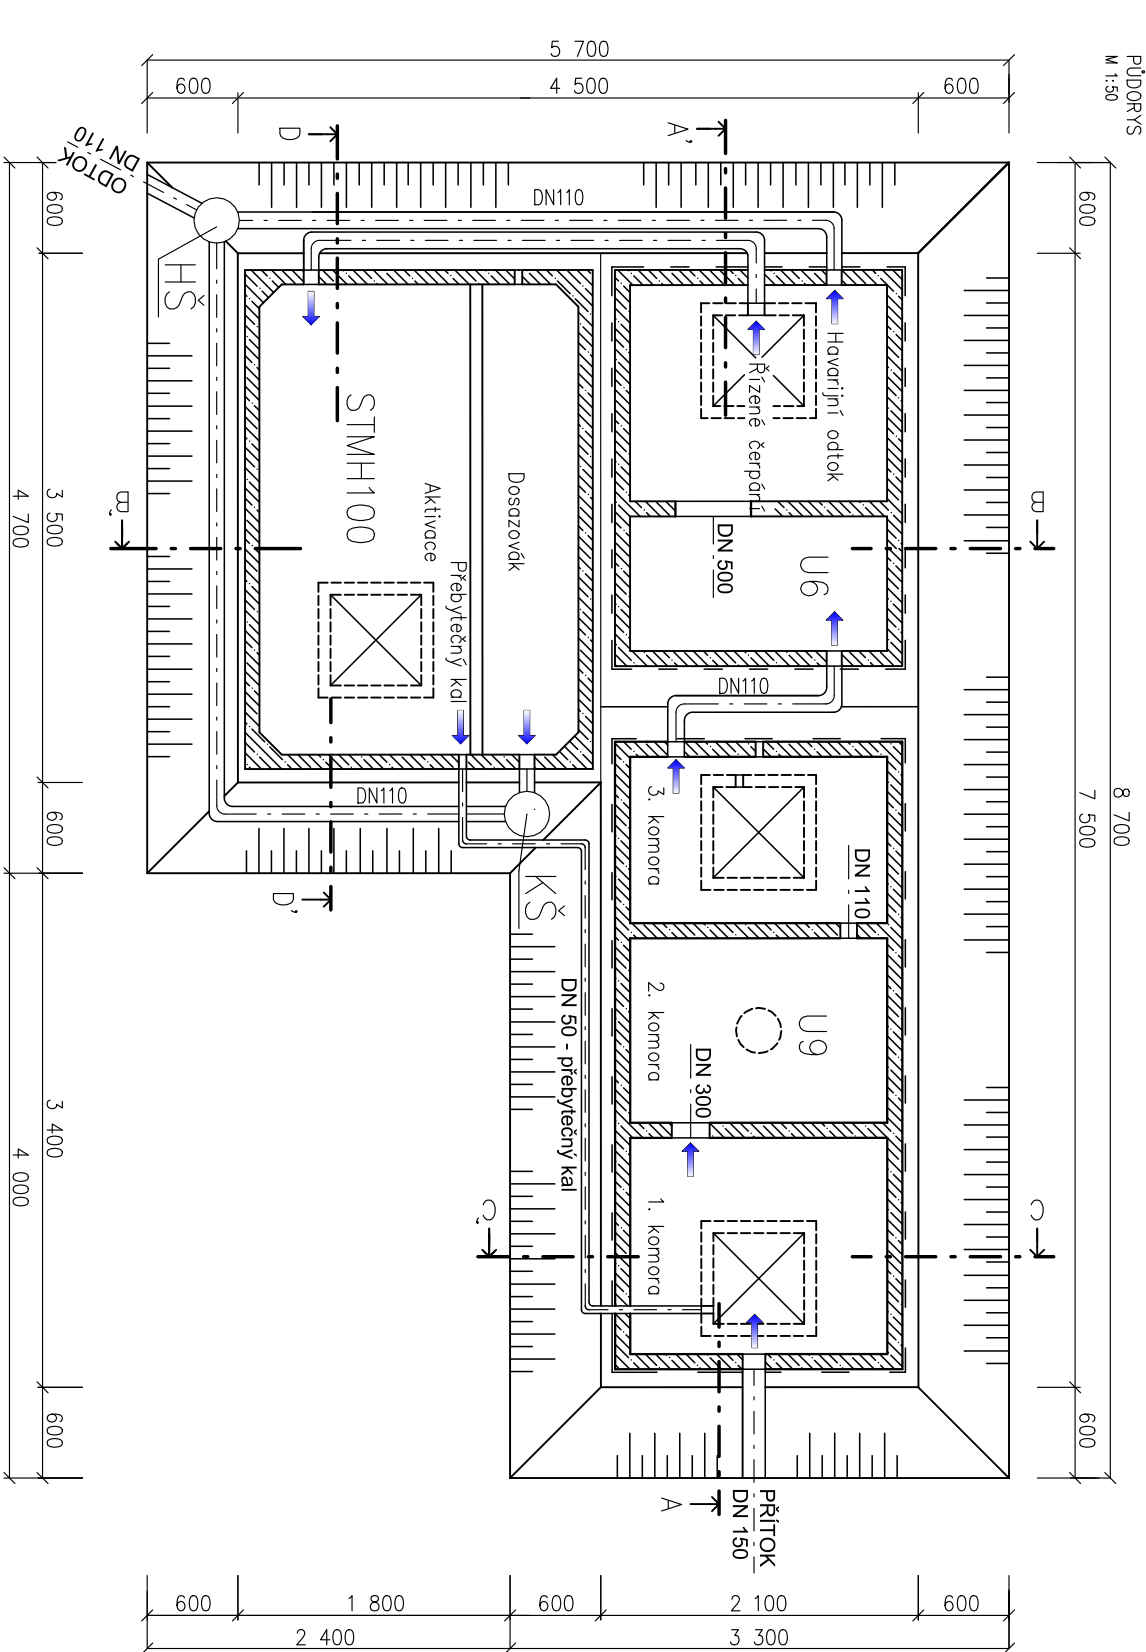 PŮDORYS
M 1:50
5 700
600
4 500
600
8 700
600
7 500
600
ODTOK
DN 110
D
A'
DN110
HŠ
Havarijní odtok
Řízené čerpání
STMH100
Aktivace
Dosazovák
Přebytečný kal
DN 500
U6
B
B'
DN110
DN110
KŠ
3. komora
DN 110
D'
2. komora
U9
DN 300
DN 50 - přebytečný kal
1. komora
C
C'
A
PŘÍTOK
DN 150
600
3 500
600
3 400
600
4 700
4 000
600
1 800
600
2 100
600
2 400
3 300